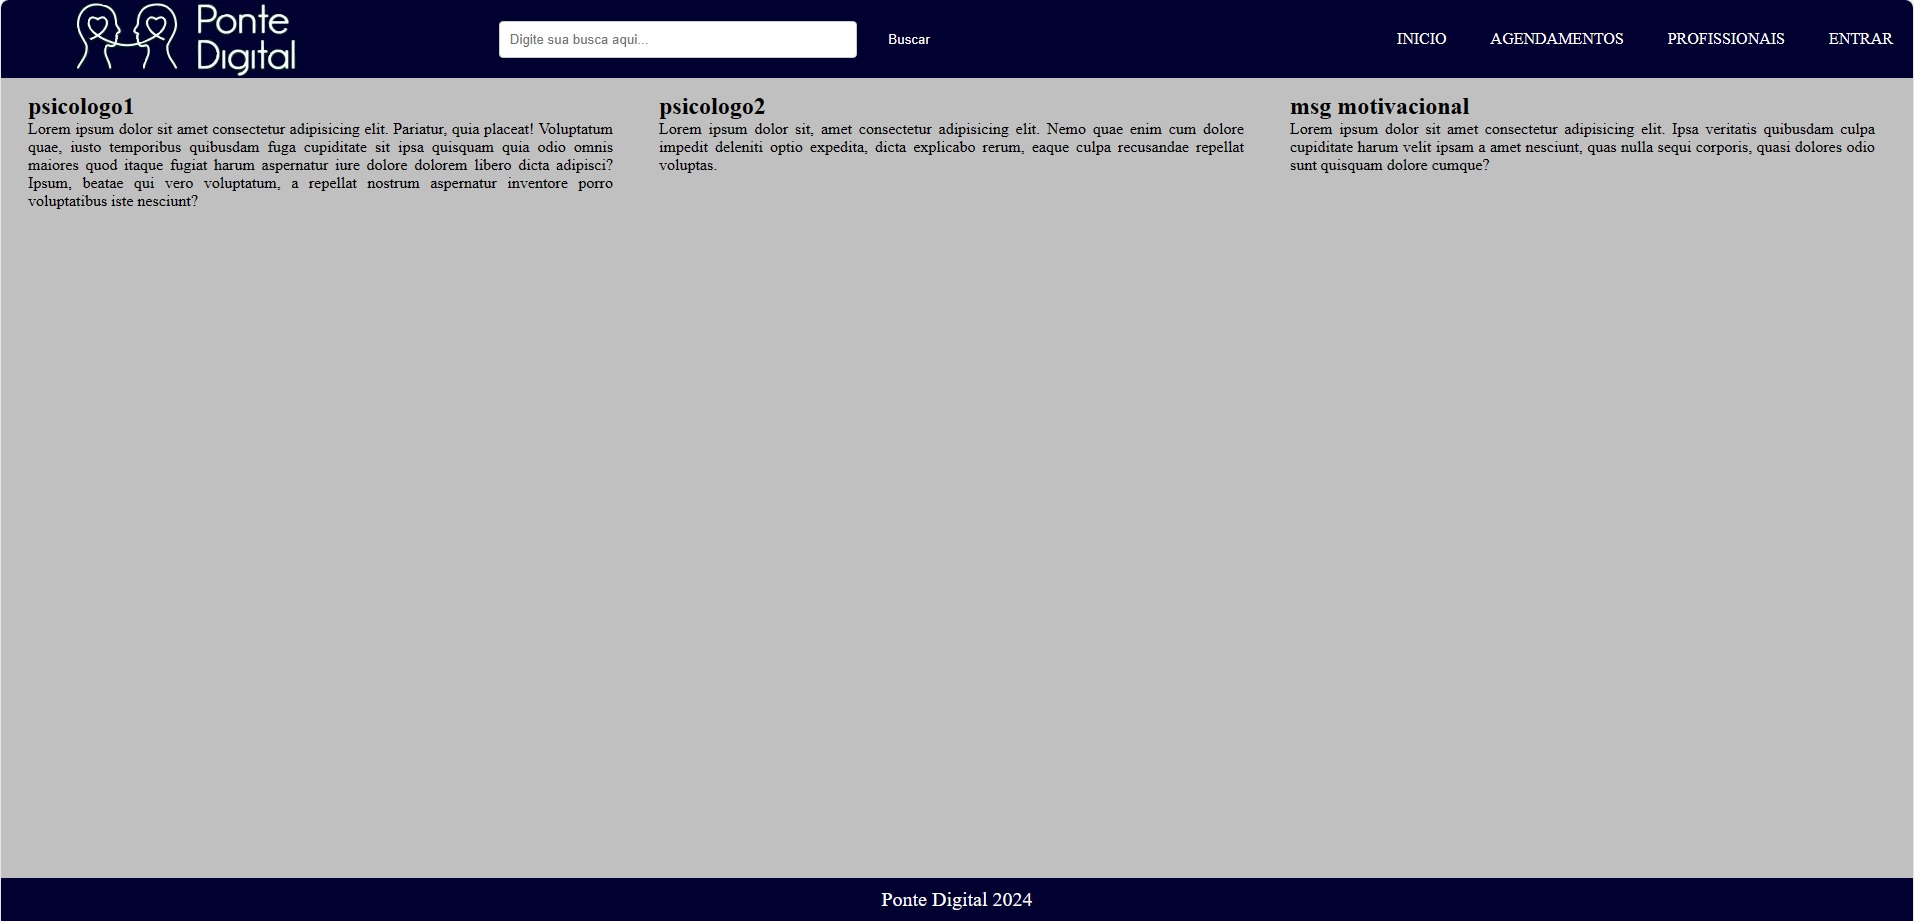 Ponte
Digital
Digite sua busca aqui...
Buscar
INICIO
AGENDAMENTOS
PROFISSIONAIS
ENTRAR
psicologo1
Lorem ipsum dolor sit amet consectetur adipisicing elit. Pariatur, quia placeat! Voluptatum
quae, iusto temporibus quibusdam fuga cupiditate sit ipsa quisquam quia odio omnis
maiores quod itaque fugiat harum aspernatur iure dolore dolorem libero dicta adipisci?
Ipsum, beatae qui vero voluptatum, a repellat nostrum aspernatur inventore porro
voluptatibus iste nesciunt?
psicologo2
Lorem ipsum dolor sit, amet consectetur adipisicing elit. Nemo quae enim cum dolore
impedit deleniti optio expedita, dicta explicabo rerum, eaque culpa recusandae repellat
voluptas.
msg motivacional
Lorem ipsum dolor sit amet consectetur adipisicing elit. Ipsa veritatis quibusdam culpa
cupiditate harum velit ipsam a amet nesciunt, quas nulla sequi corporis, quasi dolores odio
sunt quisquam dolore cumque?
Ponte Digital 2024